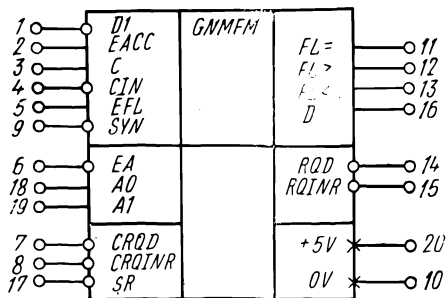 1 D1 GNMFM
2 EACC FL= 11
3 C FL> 12
4 CIN 13
5 EFL D 16
9 SYN
6 EA RQD 14
18 A0 RQINR 15
19 A1
7 CRQD +5V 20
8 CRQINR
17 SR 0V 10